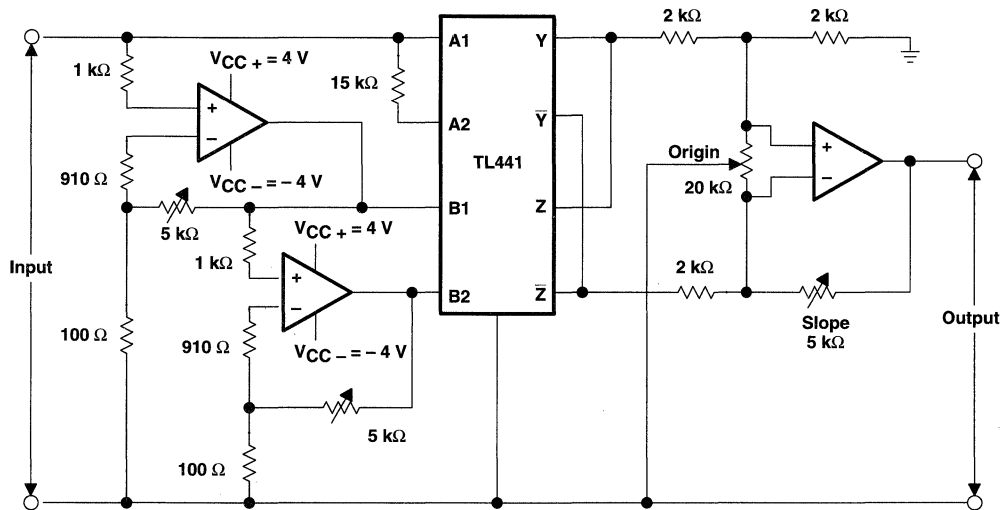 2 kΩ
2 kΩ
A1
Y
1 kΩ
VCC + = 4 V
15 kΩ
+
−
A2
Y̅
TL441
Origin
20 kΩ
+
−
910 Ω
VCC − = − 4 V
5 kΩ
B1
Z
VCC + = 4 V
Input
1 kΩ
+
−
2 kΩ
B2
Z̅
Slope
5 kΩ
Output
100 Ω
910 Ω
VCC − = − 4 V
5 kΩ
100 Ω